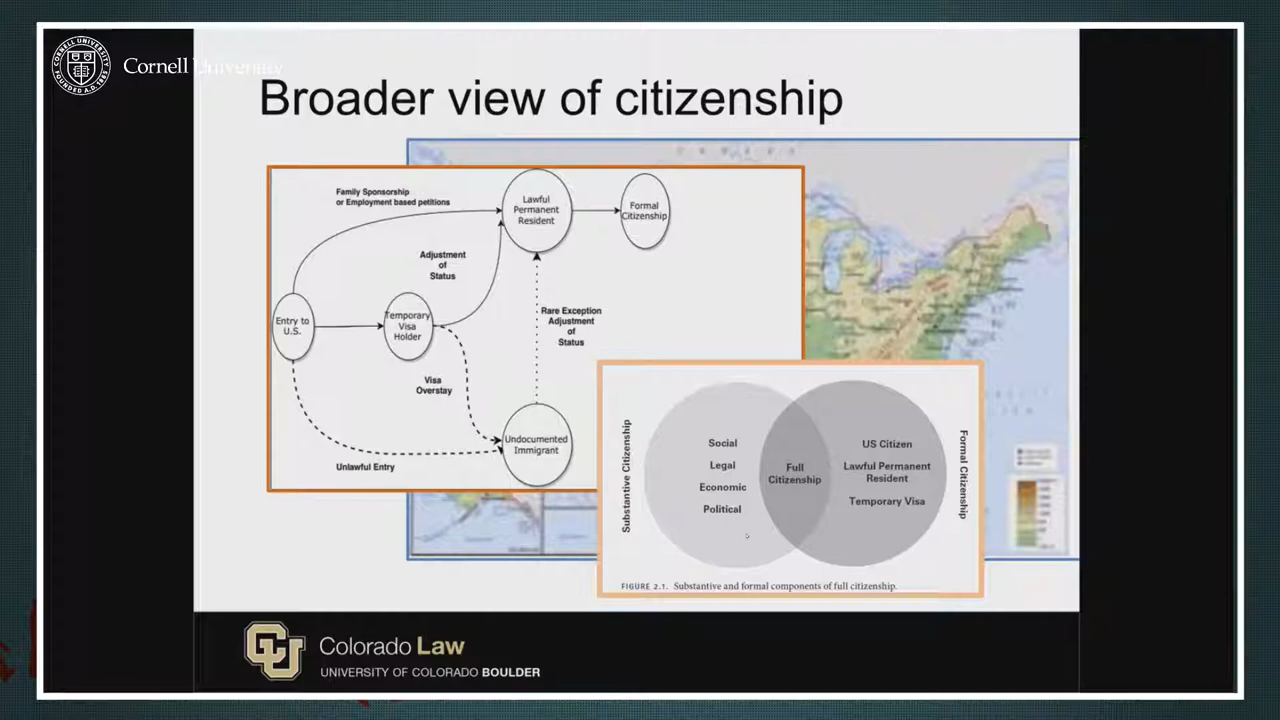 Cornell University
Broader view of citizenship
Family Sponsorship
or Employment based petitions
Lawful
Permanent
Resident
Formal
Citizenship
Adjustment
of
Status
Entry to
U.S.
Temporary
Visa
Holder
Rare Exception
Adjustment
of
Status
Visa
Overstay
Undocumented
Immigrant
Unlawful Entry
Substantive Citizenship
Social
Legal
Economic
Political
Full
Citizenship
US Citizen
Lawful Permanent
Resident
Temporary Visa
Formal Citizenship
FIGURE 2.1. Substantive and formal components of full citizenship.
CU
Colorado Law
UNIVERSITY OF COLORADO BOULDER